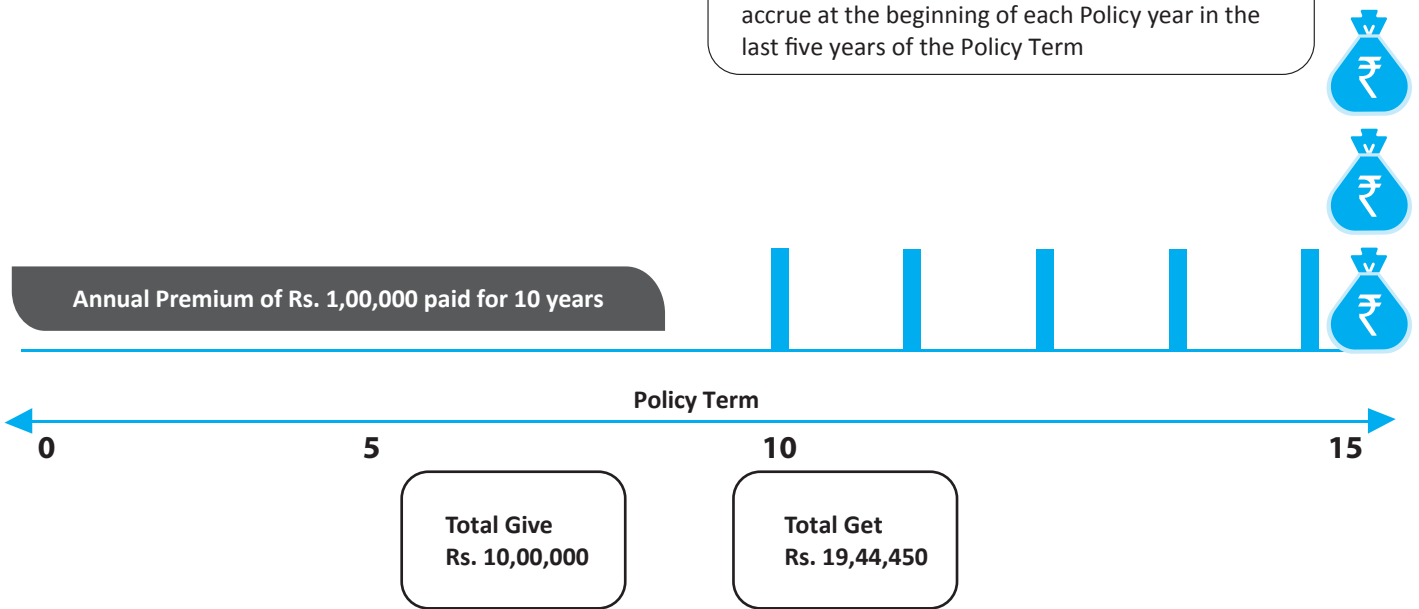 accrue at the beginning of each Policy year in the
last five years of the Policy Term
₹
₹
₹
Annual Premium of Rs. 1,00,000 paid for 10 years
Policy Term
0 5 10 15
Total Give
Rs. 10,00,000
Total Get
Rs. 19,44,450